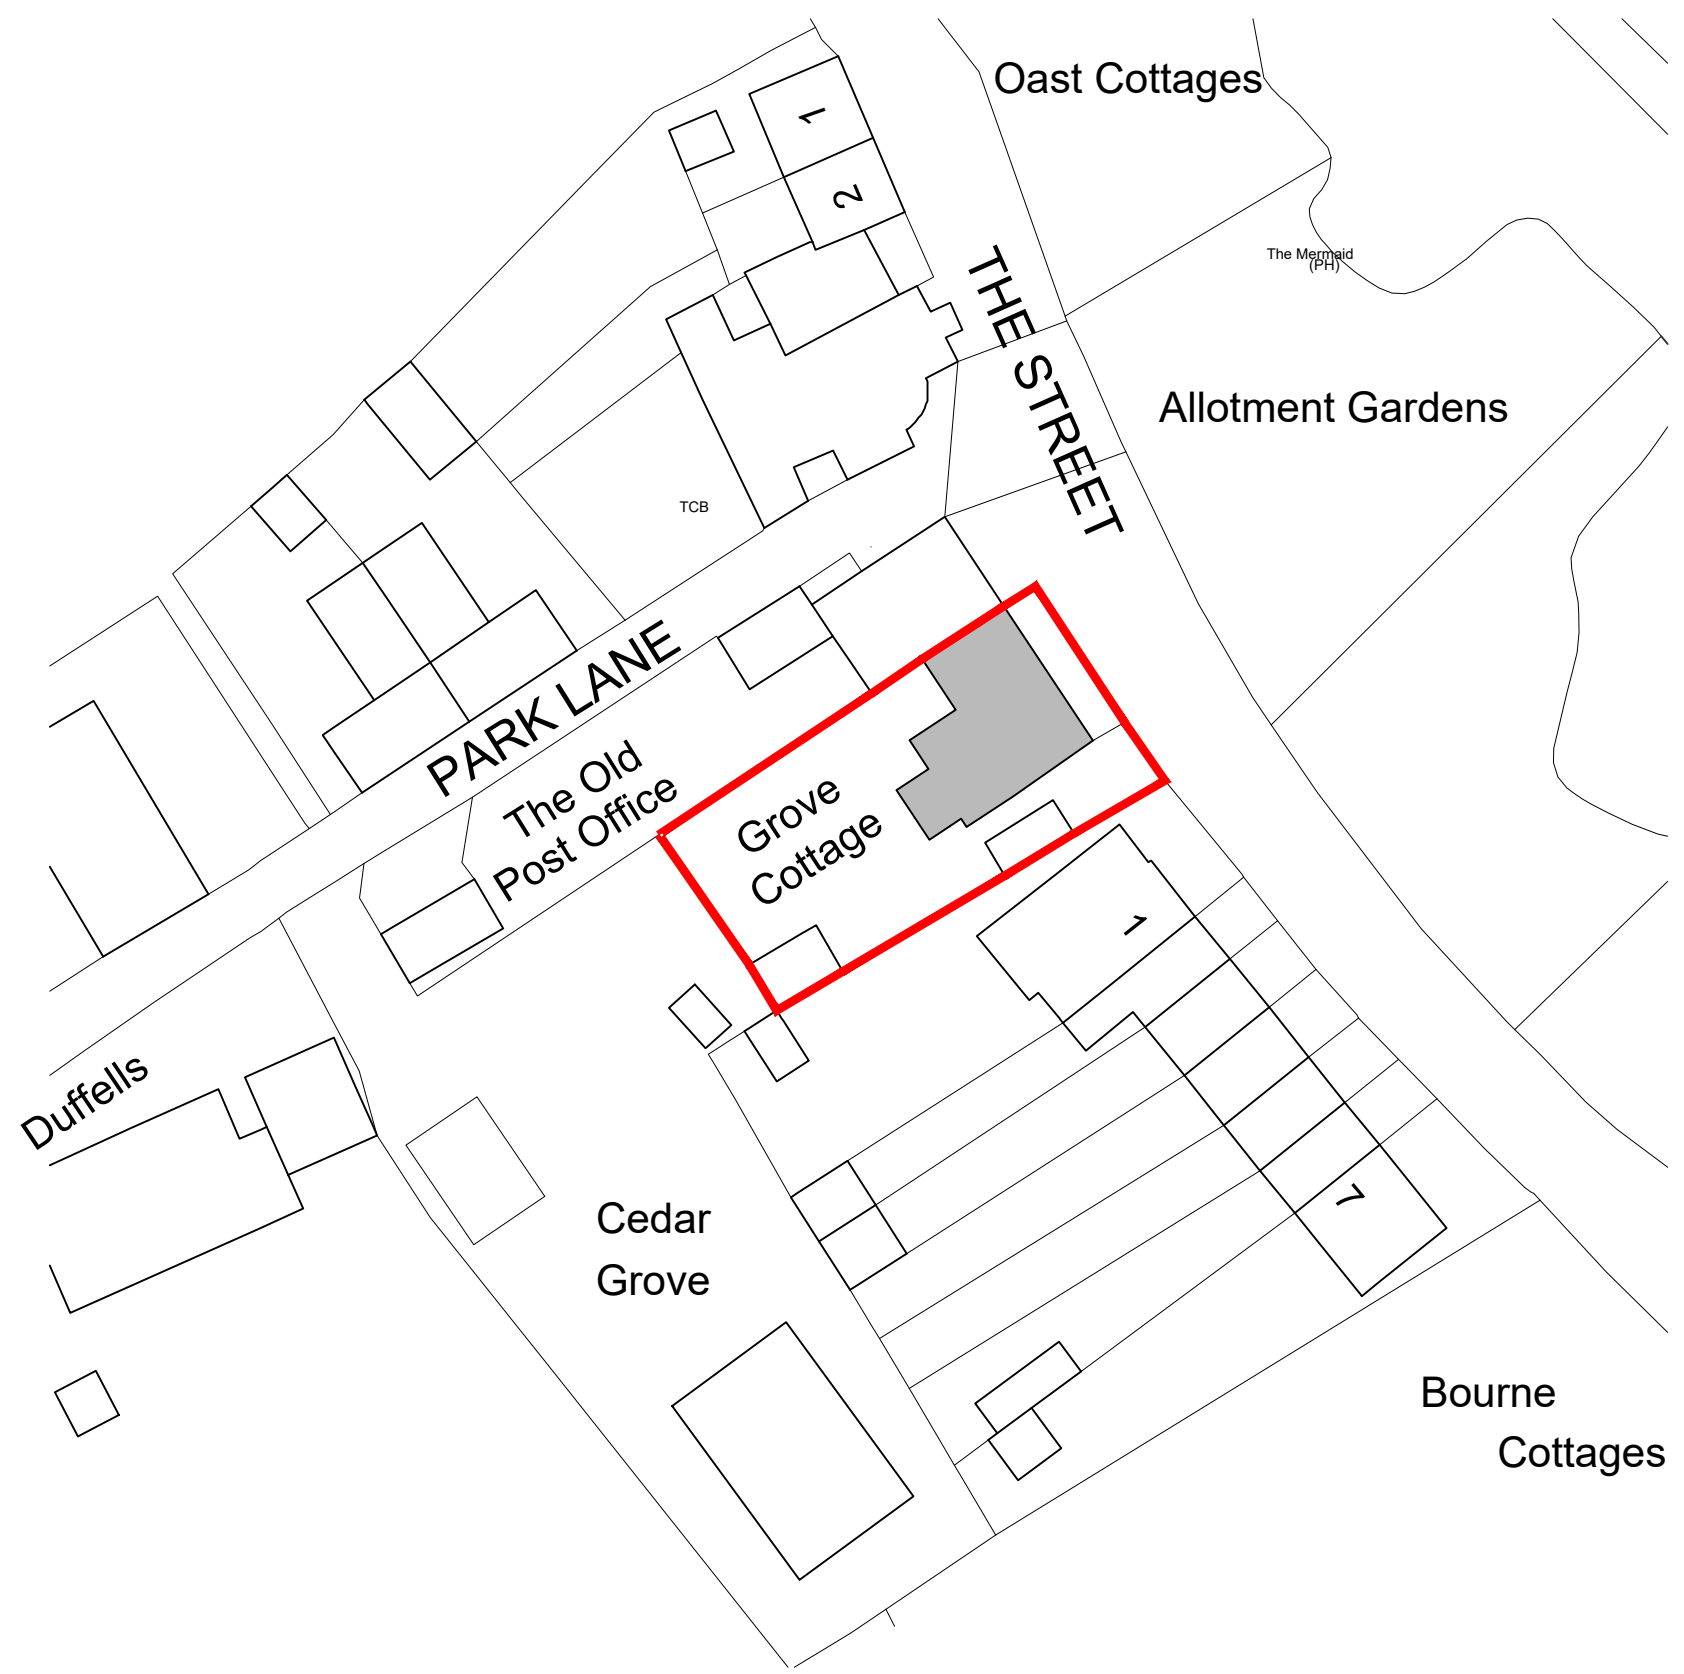 Oast Cottages
1
2
The Mermaid
(PH)
THE STREET
Allotment Gardens
TCB
PARK LANE
The Old
Post Office
Grove
Cottage
1
Duffells
7
Cedar
Grove
Bourne
Cottages